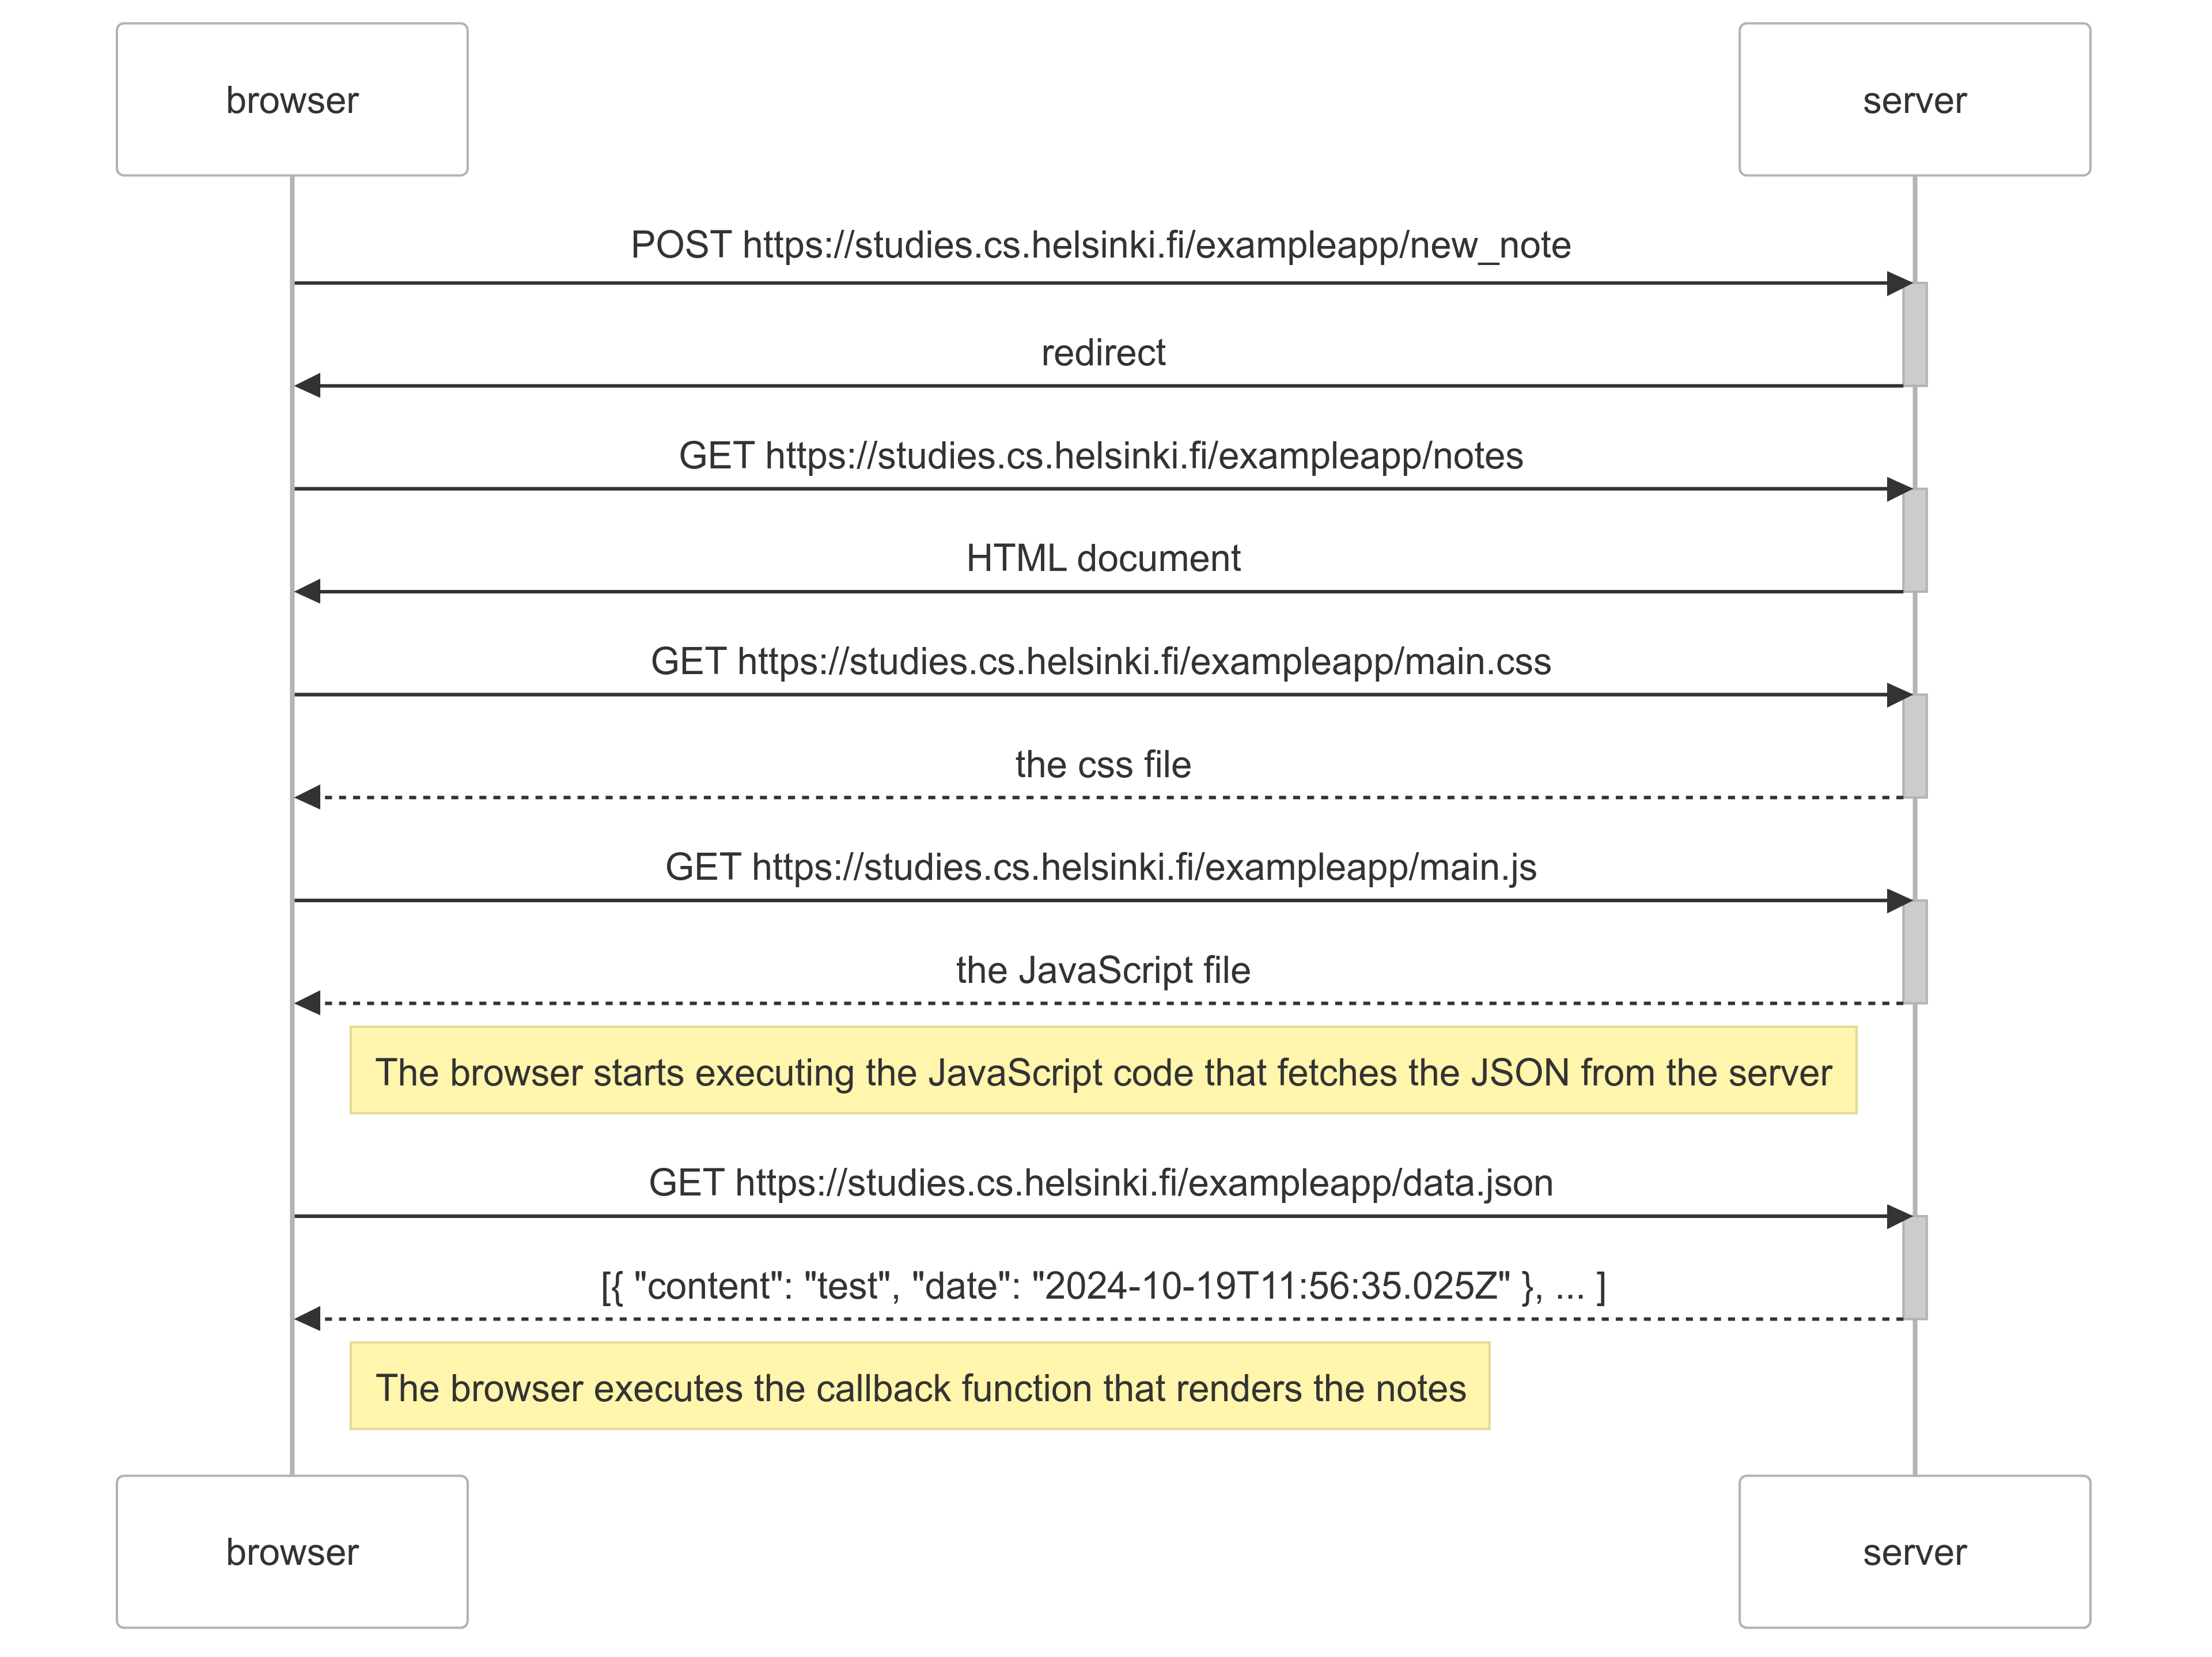 browser
server
POST https://studies.cs.helsinki.fi/exampleapp/new_note
redirect
GET https://studies.cs.helsinki.fi/exampleapp/notes
HTML document
GET https://studies.cs.helsinki.fi/exampleapp/main.css
the css file
GET https://studies.cs.helsinki.fi/exampleapp/main.js
the JavaScript file
The browser starts executing the JavaScript code that fetches the JSON from the server
GET https://studies.cs.helsinki.fi/exampleapp/data.json
[{ "content": "test", "date": "2024-10-19T11:56:35.025Z" }, ... ]
The browser executes the callback function that renders the notes
browser
server